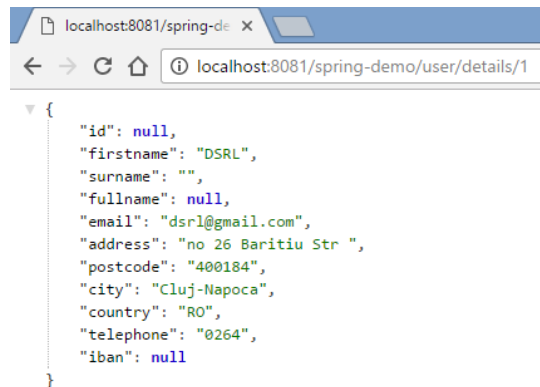 localhost:8081/spring-de
localhost:8081/spring-demo/user/details/1
{
"id": null,
"firstname": "DSRL",
"surname": "",
"fullname": null,
"email": "dsrl@gmail.com",
"address": "no 26 Baritiu Str ",
"postcode": "400184",
"city": "Cluj-Napoca",
"country": "RO",
"telephone": "0264",
"iban": null
}